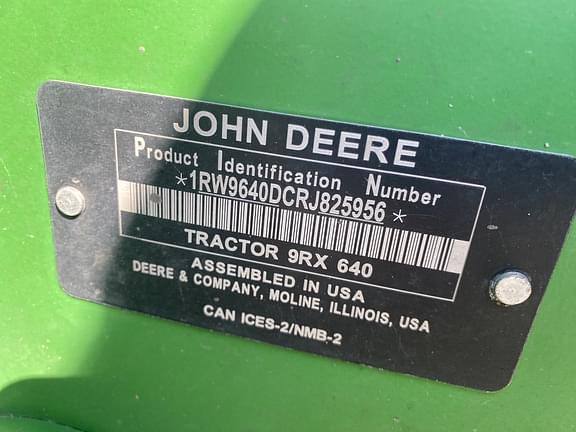 JOHN DEERE
Product Identification Number
*1RW9640DCRJ825956*
TRACTOR 9RX 640
ASSEMBLED IN USA
DEERE & COMPANY, MOLINE, ILLINOIS, USA
CAN ICES-2/NMB-2